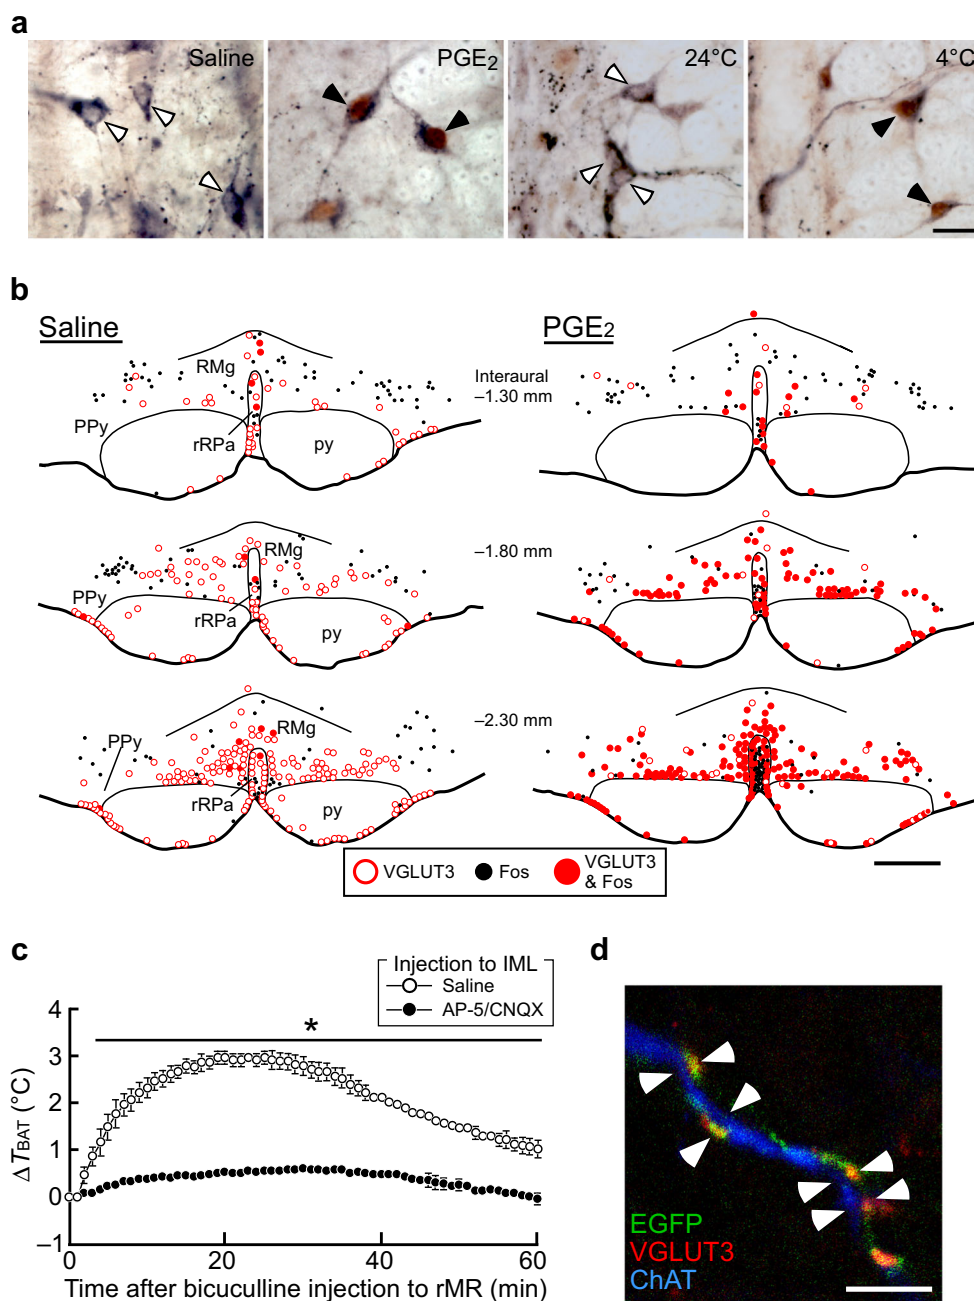 a
Saline
PGE2
24°C
4°C
b
Saline
PGE2
RMg
PPy
rRPa
py
Interaural
–1.30 mm
RMg
PPy
rRPa
py
–1.80 mm
RMg
PPy
rRPa
py
–2.30 mm
VGLUT3
Fos
VGLUT3
& Fos
c
Injection to IML
Saline
AP-5/CNQX
*
4
3
2
1
0
–1
ΔTBAT (°C)
0
20
40
60
Time after bicuculline injection to rMR (min)
d
EGFP
VGLUT3
ChAT